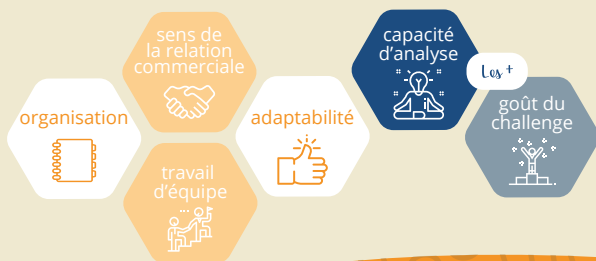 sens de
la relation
commerciale
organisation
adaptabilité
travail
d'équipe
capacité
d'analyse
Les +
goût du
challenge